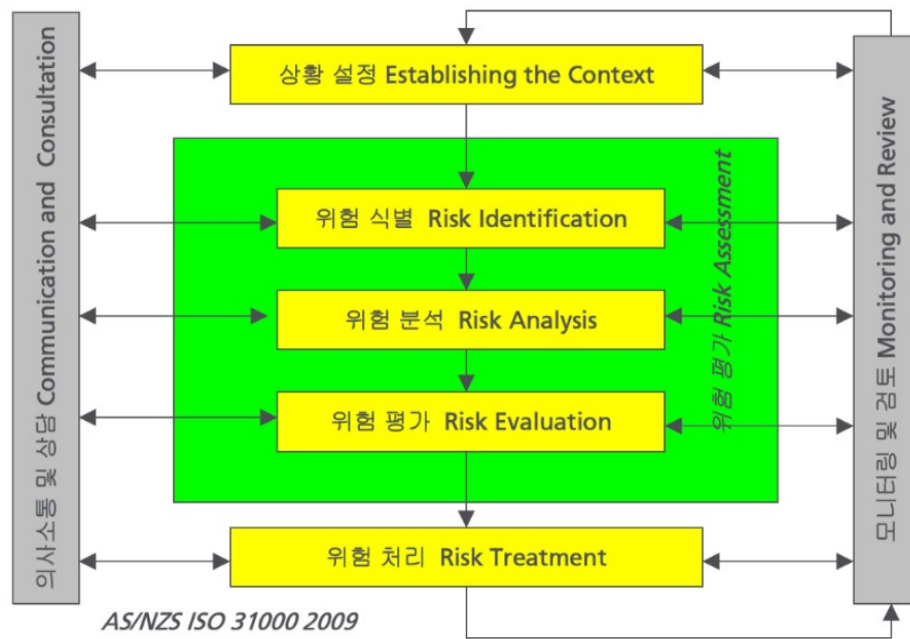 상황 설정 Establishing the Context
의사소통 및 상담 Communication and Consultation
모니터링 및 검토 Monitoring and Review
위험 평가 Risk Assessment
위험 식별 Risk Identification
위험 분석 Risk Analysis
위험 평가 Risk Evaluation
위험 처리 Risk Treatment
AS/NZS ISO 31000 2009